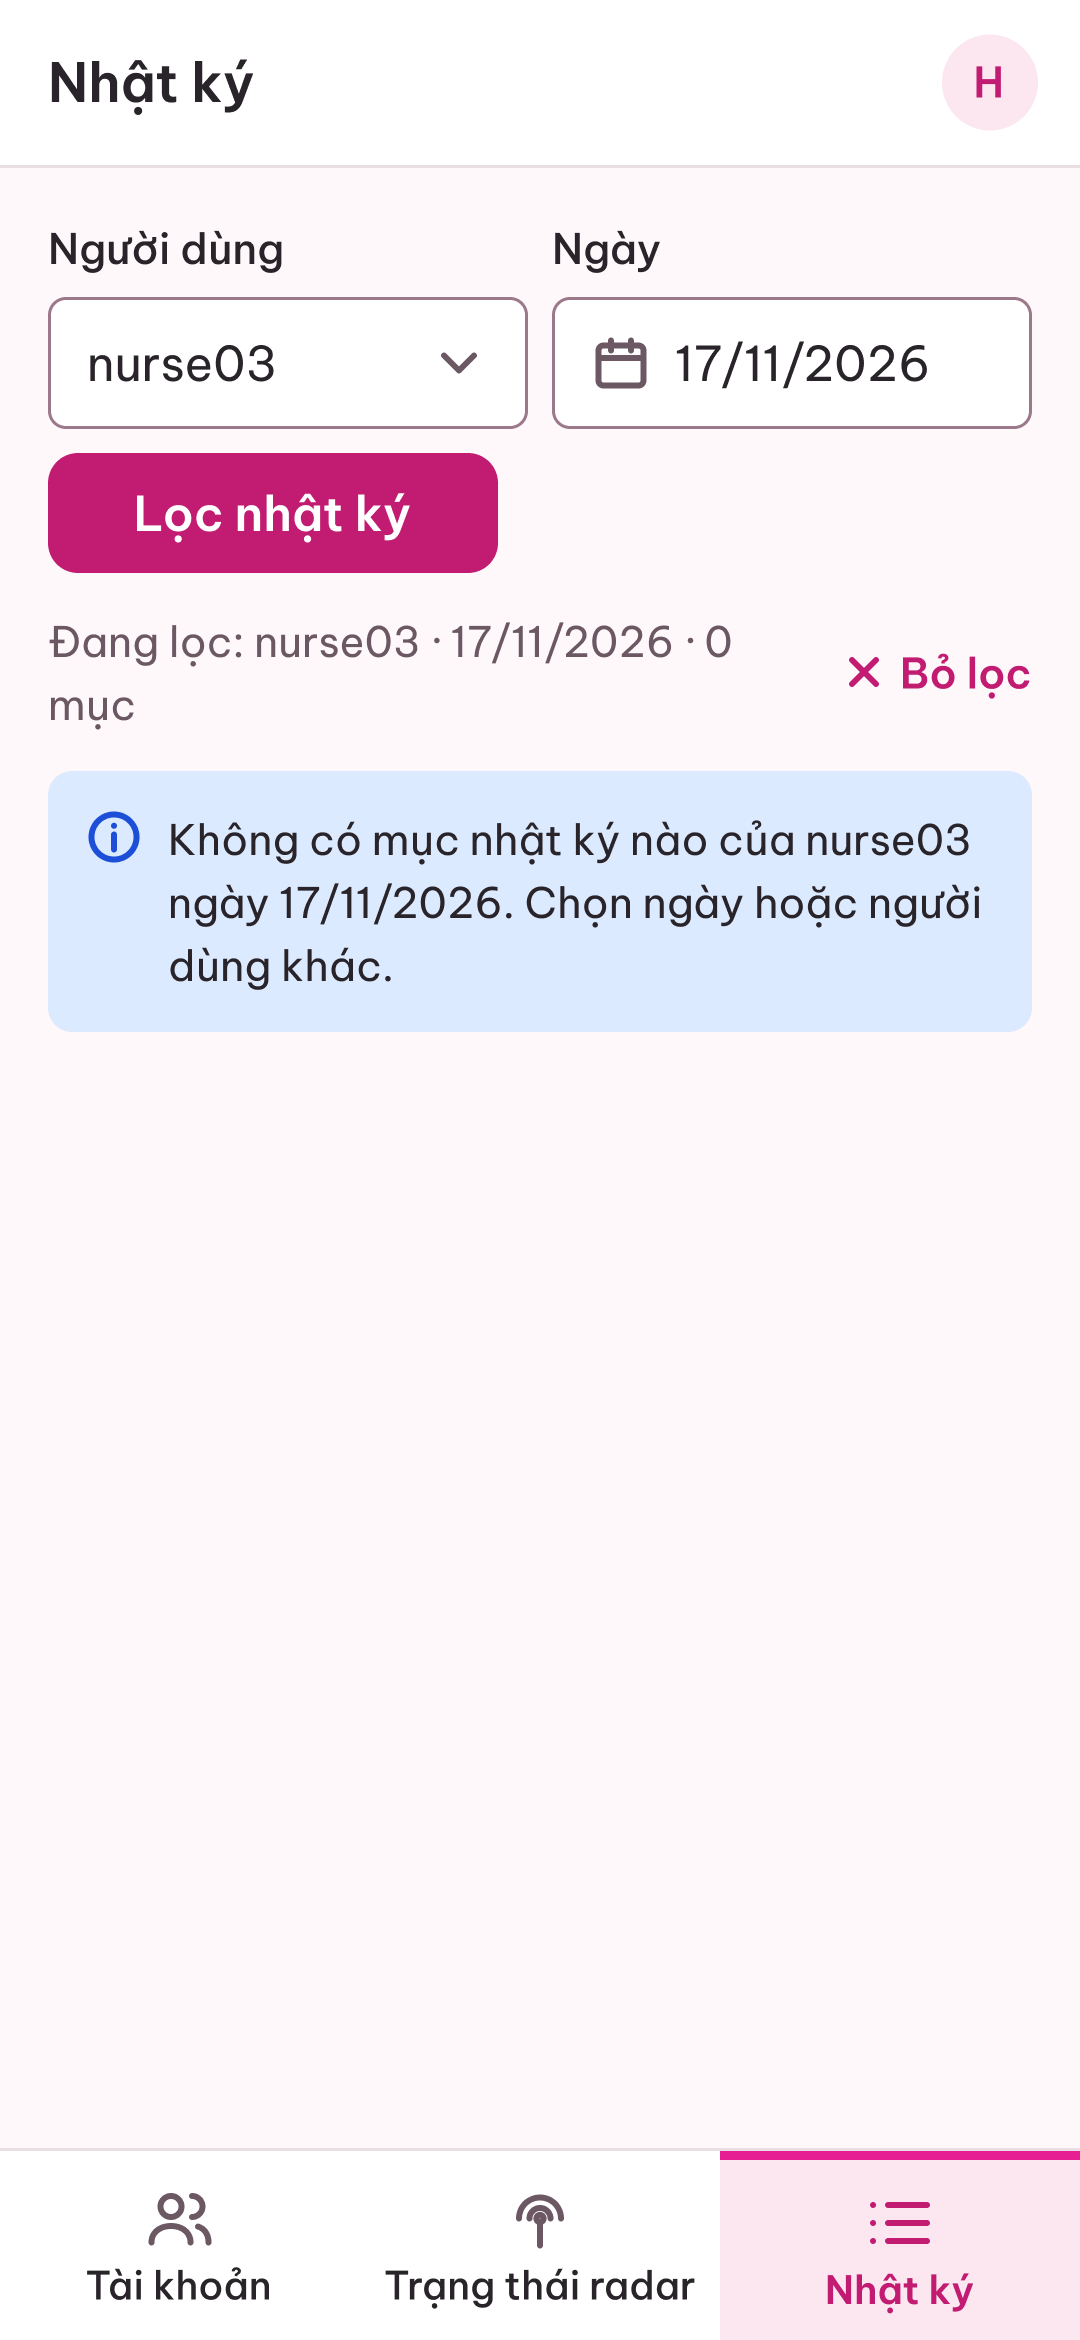 Nhật ký
H
Người dùng
Ngày
nurse03
17/11/2026
Lọc nhật ký
Đang lọc: nurse03 · 17/11/2026 · 0
mục
Bỏ lọc
Không có mục nhật ký nào của nurse03
ngày 17/11/2026. Chọn ngày hoặc người
dùng khác.
Tài khoản
Trạng thái radar
Nhật ký